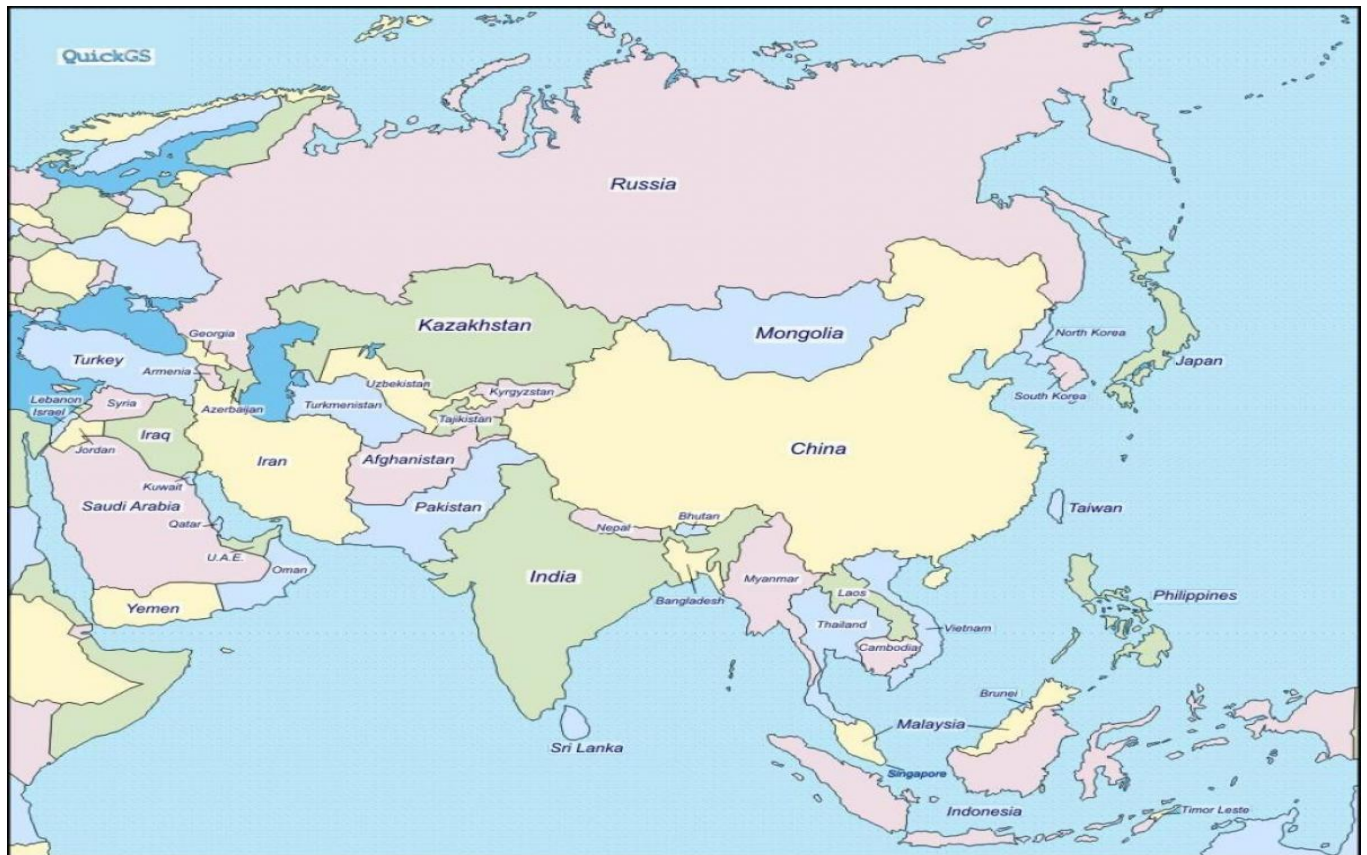 QuickGS
Russia
Kazakhstan
Mongolia
Georgia
North Korea
Turkey
Japan
Armenia
Uzbekistan
Kyrgyzstan
South Korea
Lebanon
Syria
Azerbaijan
Turkmenistan
Israel
Tajikistan
Iraq
China
Jordan
Iran
Afghanistan
Kuwait
Saudi Arabia
Pakistan
Taiwan
Qatar
Nepal
Bhutan
U.A.E.
Oman
India
Myanmar
Laos
Philippines
Bangladesh
Yemen
Thailand
Vietnam
Cambodia
Brunei
Malaysia
Sri Lanka
Singapore
Indonesia
Timor Leste